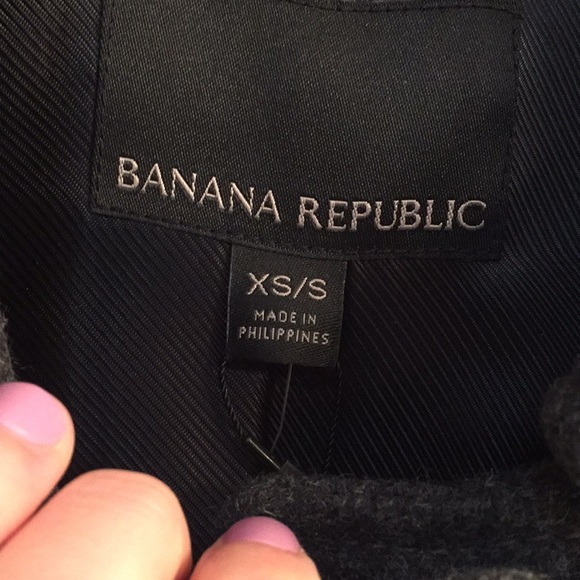 BANANA REPUBLIC
XS/S
MADE IN
PHILIPPINES